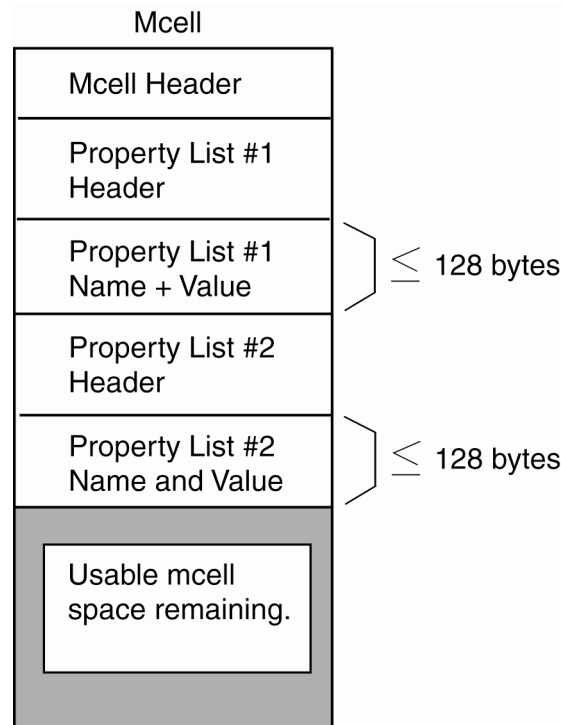 Mcell
Mcell Header
Property List #1
Header
Property List #1
Name + Value
≤ 128 bytes
Property List #2
Header
Property List #2
Name and Value
≤ 128 bytes
Usable mcell
space remaining.